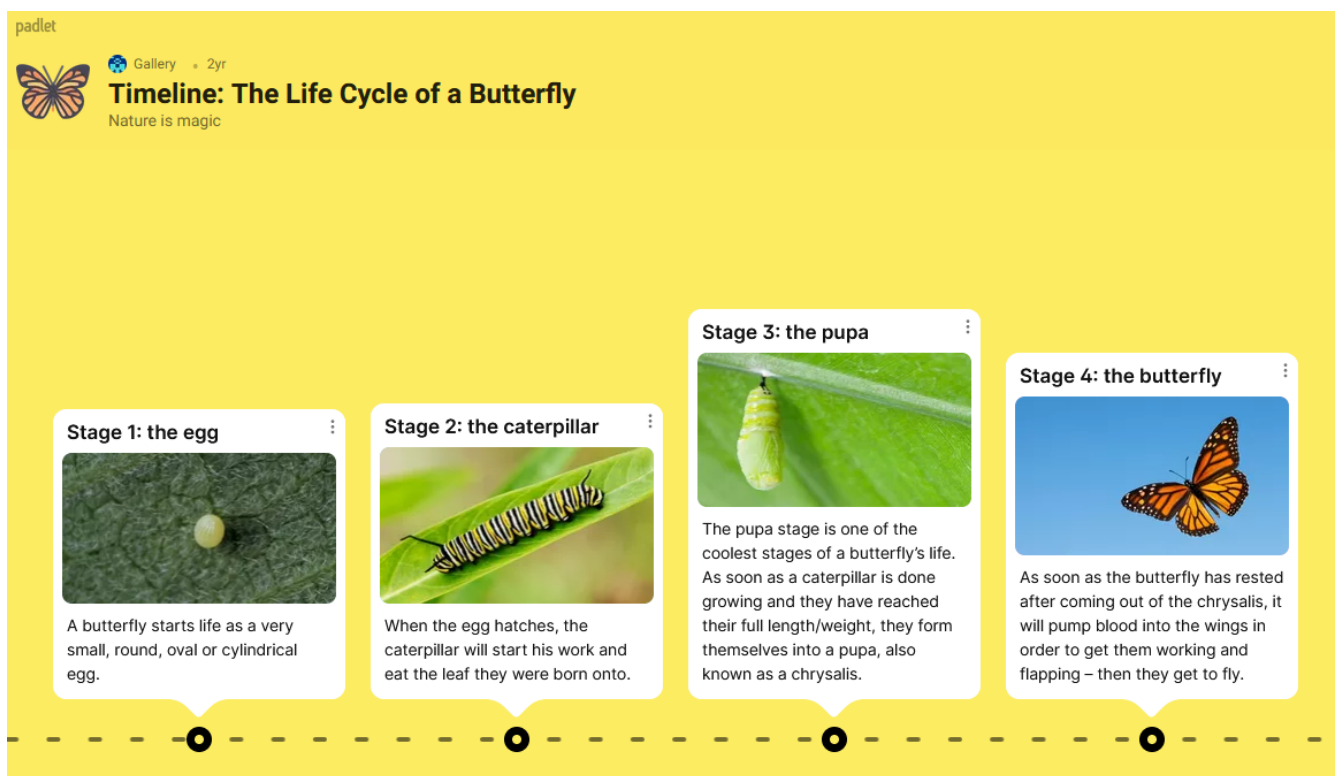 padlet
Gallery • 2yr
Timeline: The Life Cycle of a Butterfly
Nature is magic
Stage 1: the egg
A butterfly starts life as a very
small, round, oval or cylindrical
egg.
Stage 2: the caterpillar
When the egg hatches, the
caterpillar will start his work and
eat the leaf they were born onto.
Stage 3: the pupa
The pupa stage is one of the
coolest stages of a butterfly’s life.
As soon as a caterpillar is done
growing and they have reached
their full length/weight, they form
themselves into a pupa, also
known as a chrysalis.
Stage 4: the butterfly
As soon as the butterfly has rested
after coming out of the chrysalis, it
will pump blood into the wings in
order to get them working and
flapping – then they get to fly.